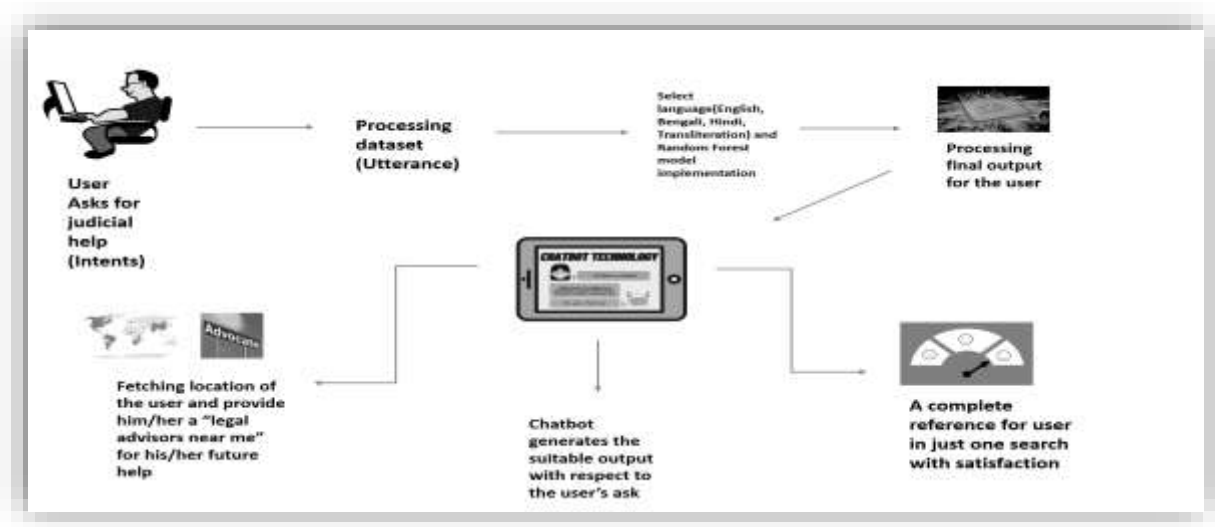 User
Asks for
judicial
help
(Intents)
Processing
dataset
(Utterance)
Select
language(English,
Bengali, Hindi,
Transliteration) and
Random Forest
model
implementation
Processing
final output
for the user
CHATBOT TECHNOLOGY
Advocate
Fetching location of
the user and provide
him/her a "legal
advisors near me"
for his/her future
help
Chatbot
generates the
suitable output
with respect to
the user's ask
A complete
reference for user
in just one search
with satisfaction